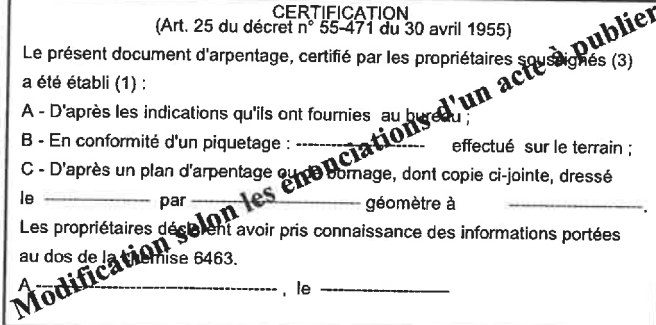 CERTIFICATION
(Art. 25 du décret n° 55-471 du 30 avril 1955)
Le présent document d'arpentage, certifié par les propriétaires soussignés (3)
a été établi (1) :
A - D'après les indications qu'ils ont fournies au bureau ;
B - En conformité d'un piquetage : -------------------- effectué sur le terrain ;
C - D'après un plan d'arpentage ou de bornage, dont copie ci-jointe, dressé
le ----------------- par ---------------------- géomètre à -----------------.
Les propriétaires déclarent avoir pris connaissance des informations portées
au dos de la chemise 6463.
A -------------------------------------- , le --------------------
Modification selon les énonciations d'un acte à publier